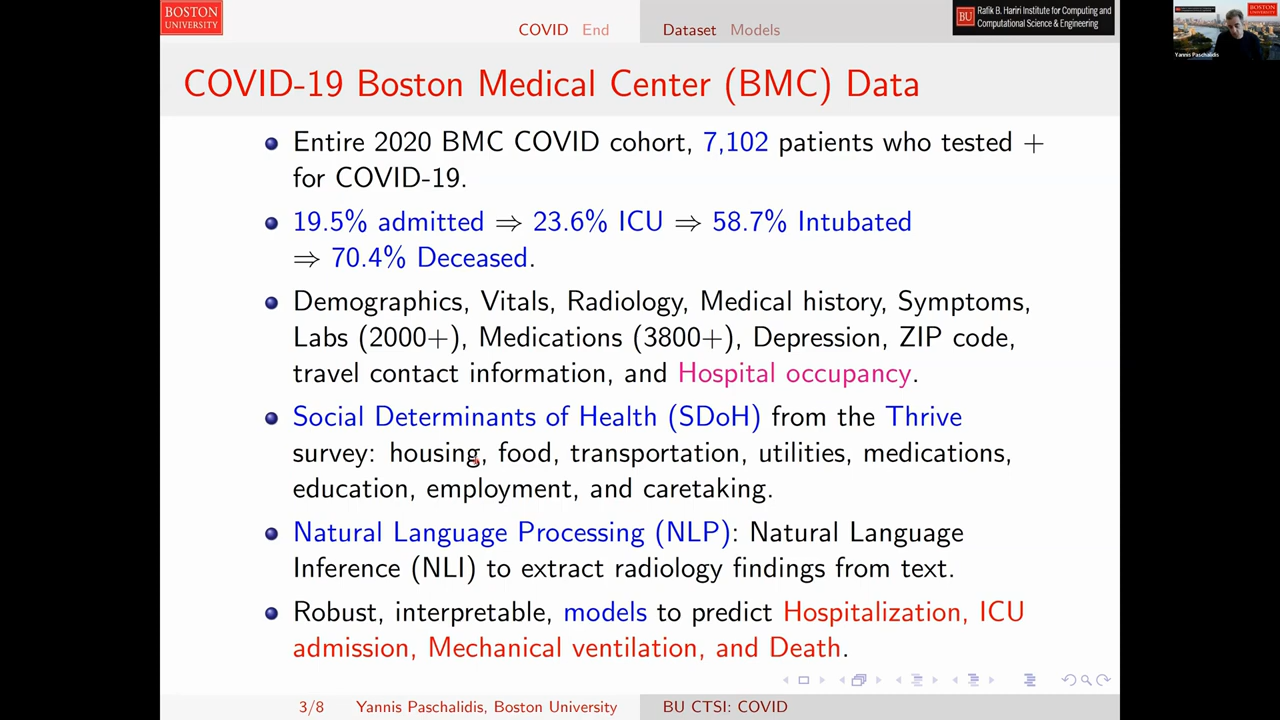 BOSTON
UNIVERSITY
COVID End
Dataset Models
BU
Rafik B. Hariri Institute for Computing and
Computational Science & Engineering
BOSTON
Yannis Paschalidis
COVID-19 Boston Medical Center (BMC) Data
Entire 2020 BMC COVID cohort, 7,102 patients who tested +
for COVID-19.
19.5% admitted ⇒ 23.6% ICU ⇒ 58.7% Intubated
⇒ 70.4% Deceased.
Demographics, Vitals, Radiology, Medical history, Symptoms,
Labs (2000+), Medications (3800+), Depression, ZIP code,
travel contact information, and Hospital occupancy.
Social Determinants of Health (SDoH) from the Thrive
survey: housing, food, transportation, utilities, medications,
education, employment, and caretaking.
Natural Language Processing (NLP): Natural Language
Inference (NLI) to extract radiology findings from text.
Robust, interpretable, models to predict Hospitalization, ICU
admission, Mechanical ventilation, and Death.
3/8 Yannis Paschalidis, Boston University
BU CTSI: COVID